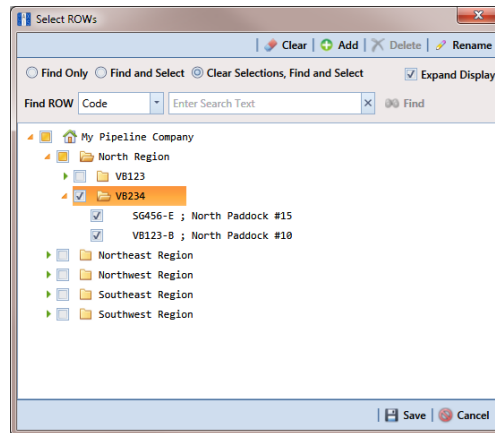 Select ROWs
Clear | Add | Delete | Rename
Find Only Find and Select Clear Selections, Find and Select Expand Display
Find ROW Code Enter Search Text Find
My Pipeline Company
North Region
VB123
VB234
SG456-E ; North Paddock #15
VB123-B ; North Paddock #10
Northeast Region
Northwest Region
Southeast Region
Southwest Region
Save | Cancel